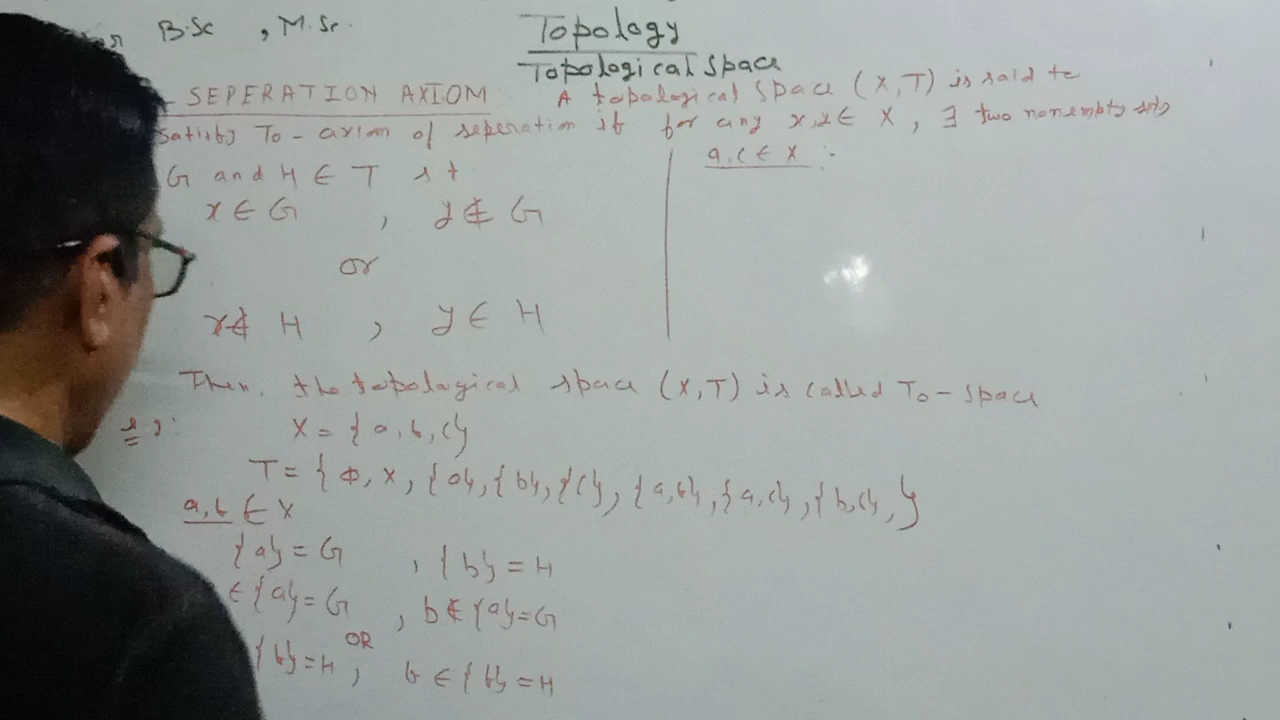 B.Sc , M.Sc.
Topology
Topological Space
SEPERATION AXIOM A topological space (X,T) is said to
satisfy To - axiom of seperation if for any x,y ∈ X, ∃ two nonempty sets
G and H ∈ T s t
x ∈ G , y ∉ G
or
x ∉ H , y ∈ H
a,c ∈ X :-
Then, the topological space (X,T) is called To - space
X = { a, b, c}
T = { Φ, X, {a}, {b}, {c}, {a,b}, {a,c}, {b,c}, }
a,b ∈ X
{a} = G , {b} = H
∈ {a} = G , b ∉ {a} = G
OR
{b} = H , b ∈ {b} = H